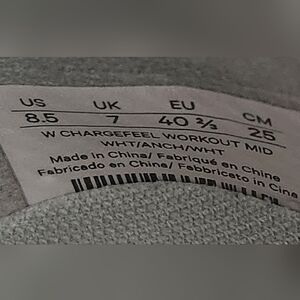 US UK EU CM
8.5 7 40 ⅔ 25
W CHARGEFEEL WORKOUT MID
WHT/ANCH/WHT
Made in China/ Fabriqué en Chine
Fabricado en China/ Fabbricato in Cina